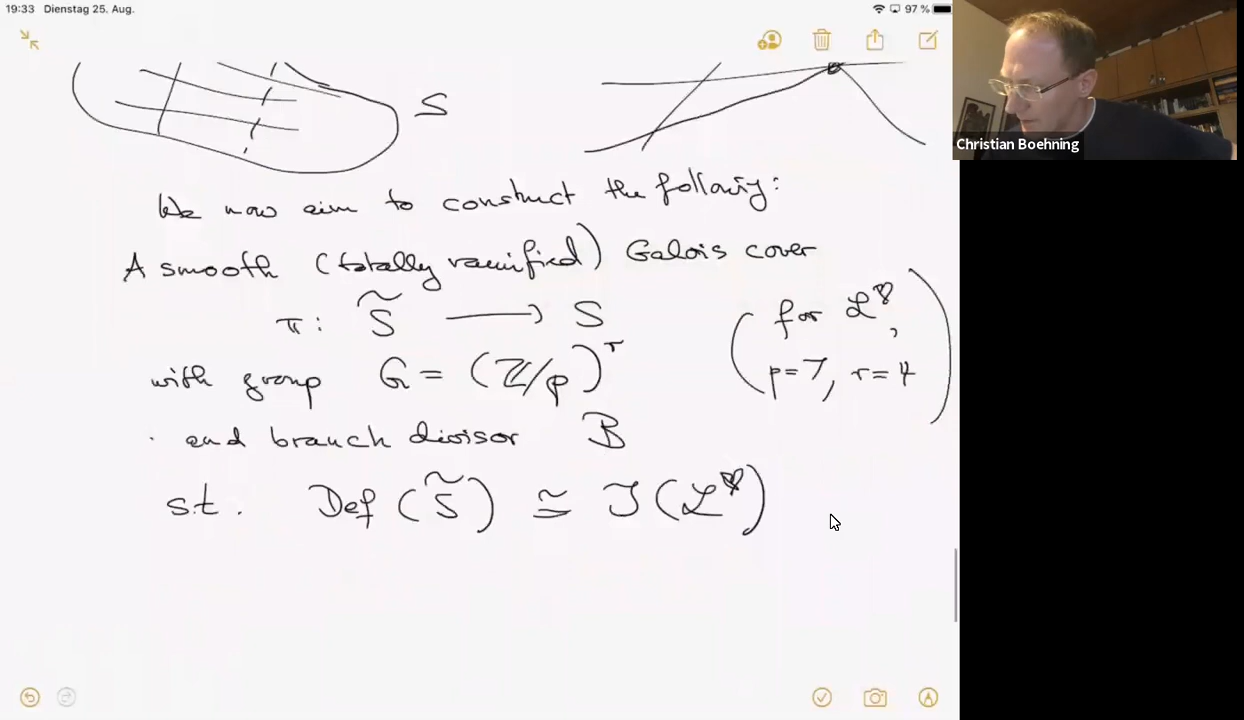 19:33 Dienstag 25. Aug.
97 %
Christian Boehning
S
We now aim to construct the following:
A smooth (totally ramified) Galois cover
π: S̃ ⟶ S
(for ℒ♡,
with group G = (ℤ/p)^r
p=7, r=4)
and branch divisor B
s.t. Def(S̃) ≅ I(ℒ♡)